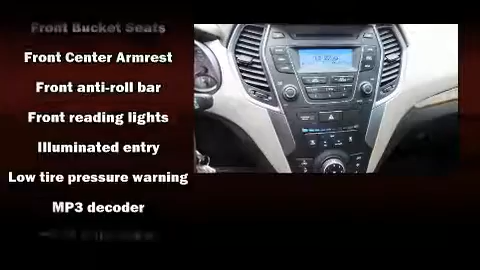 Front Bucket Seats
Front Center Armrest
Front anti-roll bar
Front reading lights
Illuminated entry
Low tire pressure warning
MP3 decoder